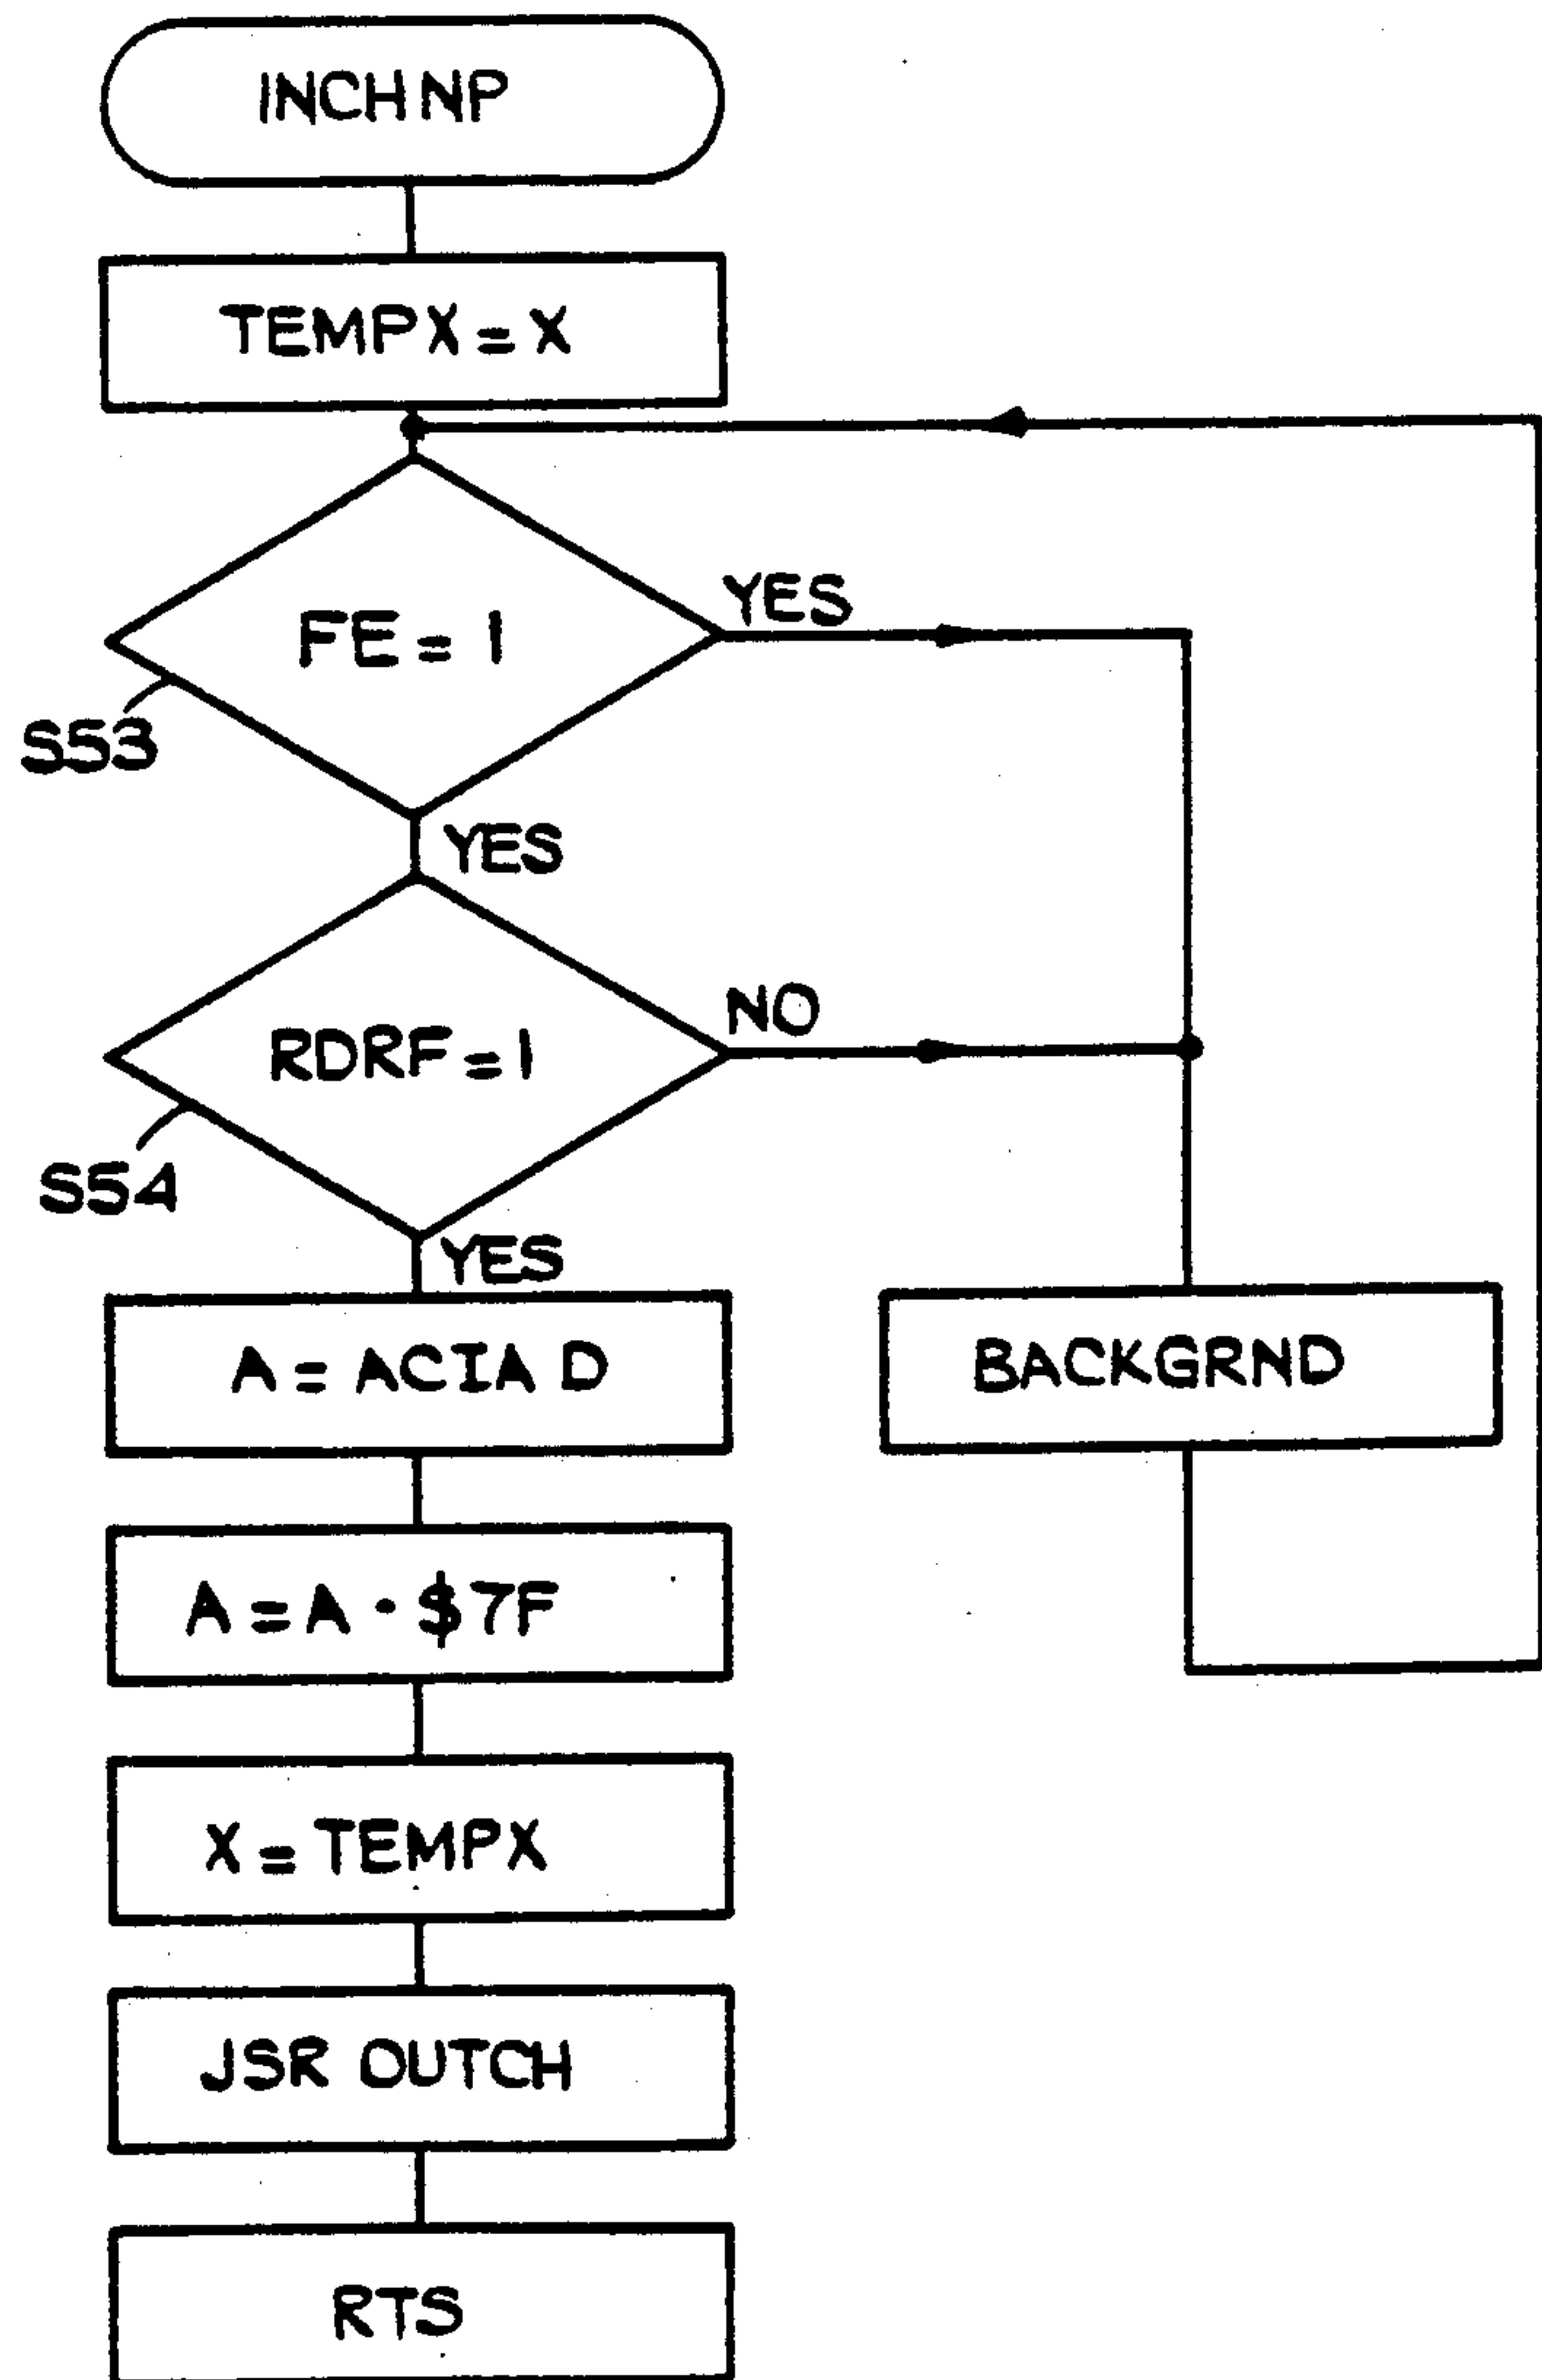 INCHNP
TEMPX = X
FE = 1
YES
S53
YES
RDRF = 1
NO
S54
YES
A = ACIA D
BACKGRND
A = A • $7F
X = TEMPX
JSR OUTCH
RTS